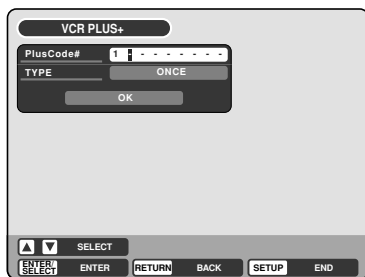 VCR PLUS+
PlusCode# 1 - - - - - - -
TYPE ONCE
OK
▲ ▼ SELECT
ENTER/SELECT ENTER RETURN BACK SETUP END